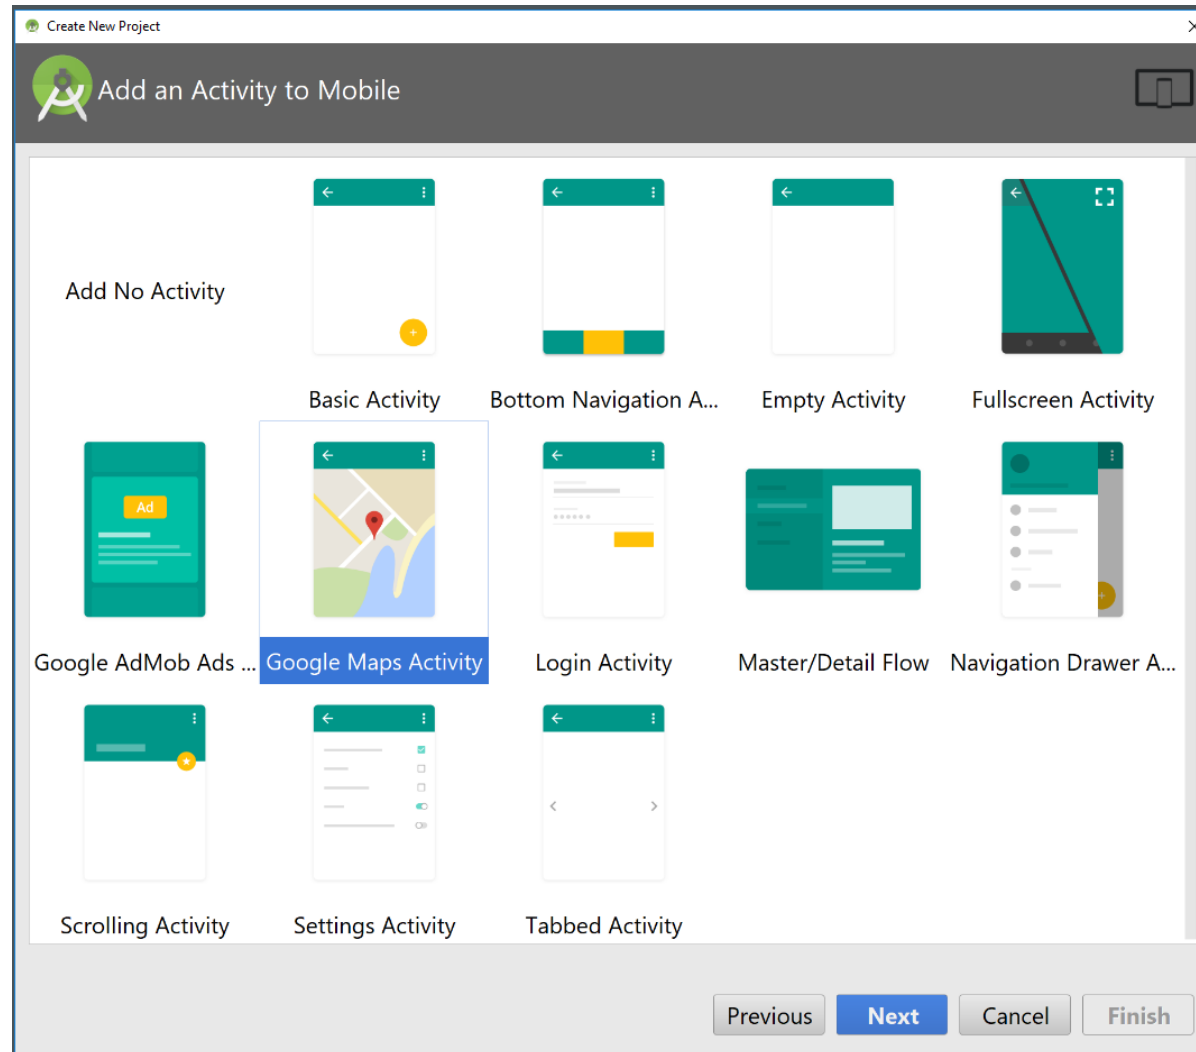 Create New Project
Add an Activity to Mobile
Add No Activity
Basic Activity
Bottom Navigation A...
Empty Activity
Fullscreen Activity
Ad
Google AdMob Ads ...
Google Maps Activity
Login Activity
Master/Detail Flow
Navigation Drawer A...
Scrolling Activity
Settings Activity
Tabbed Activity
Previous
Next
Cancel
Finish